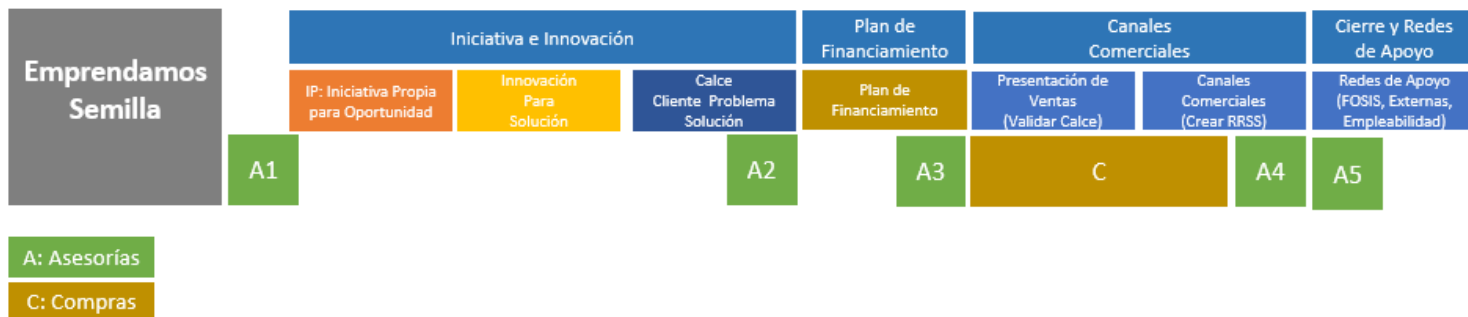 Emprendamos
Semilla
Iniciativa e Innovación
Plan de
Financiamiento
Canales
Comerciales
Cierre y Redes
de Apoyo
IP: Iniciativa Propia
para Oportunidad
Innovación
Para
Solución
Calce
Cliente Problema
Solución
Plan de
Financiamiento
Presentación de
Ventas
(Validar Calce)
Canales
Comerciales
(Crear RRSS)
Redes de Apoyo
(FOSIS, Externas,
Empleabilidad)
A1
A2
A3
C
A4
A5
A: Asesorías
C: Compras